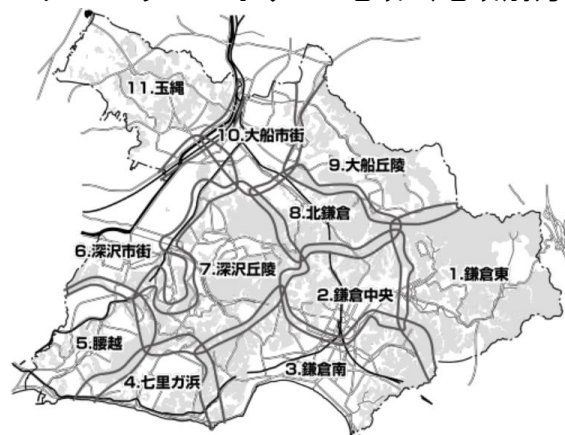 11.玉縄
10.大船市街
9.大船丘陵
8.北鎌倉
6.深沢市街
7.深沢丘陵
1.鎌倉東
2.鎌倉中央
5.腰越
4.七里ガ浜
3.鎌倉南